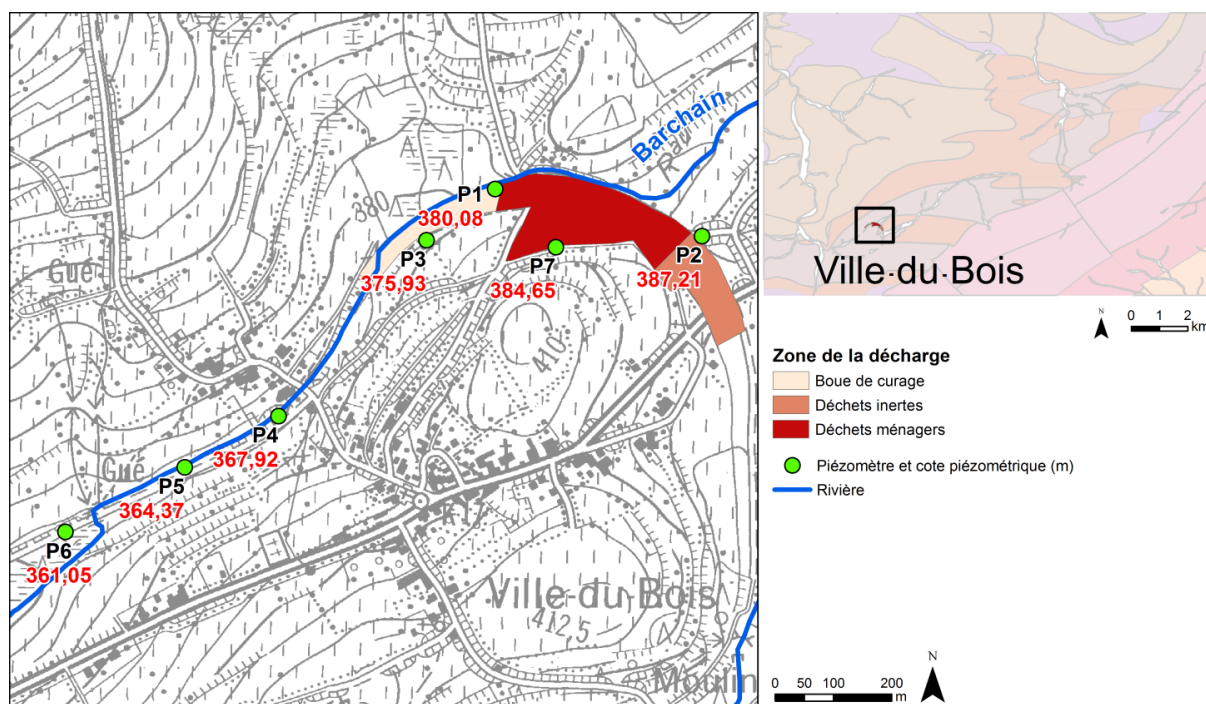 Barchain
Ra
P1
380,08
380
P3
375,93
P7
384,65
P2
387,21
410
Gué
P4
367,92
Gué
P5
364,37
P6
361,05
Ville-du-Bois
412,5
Moulin
Ville-du-Bois
N
0 1 2
km
Zone de la décharge
Boue de curage
Déchets inertes
Déchets ménagers
Piézomètre et cote piézométrique (m)
Rivière
N
0 50 100 200
m